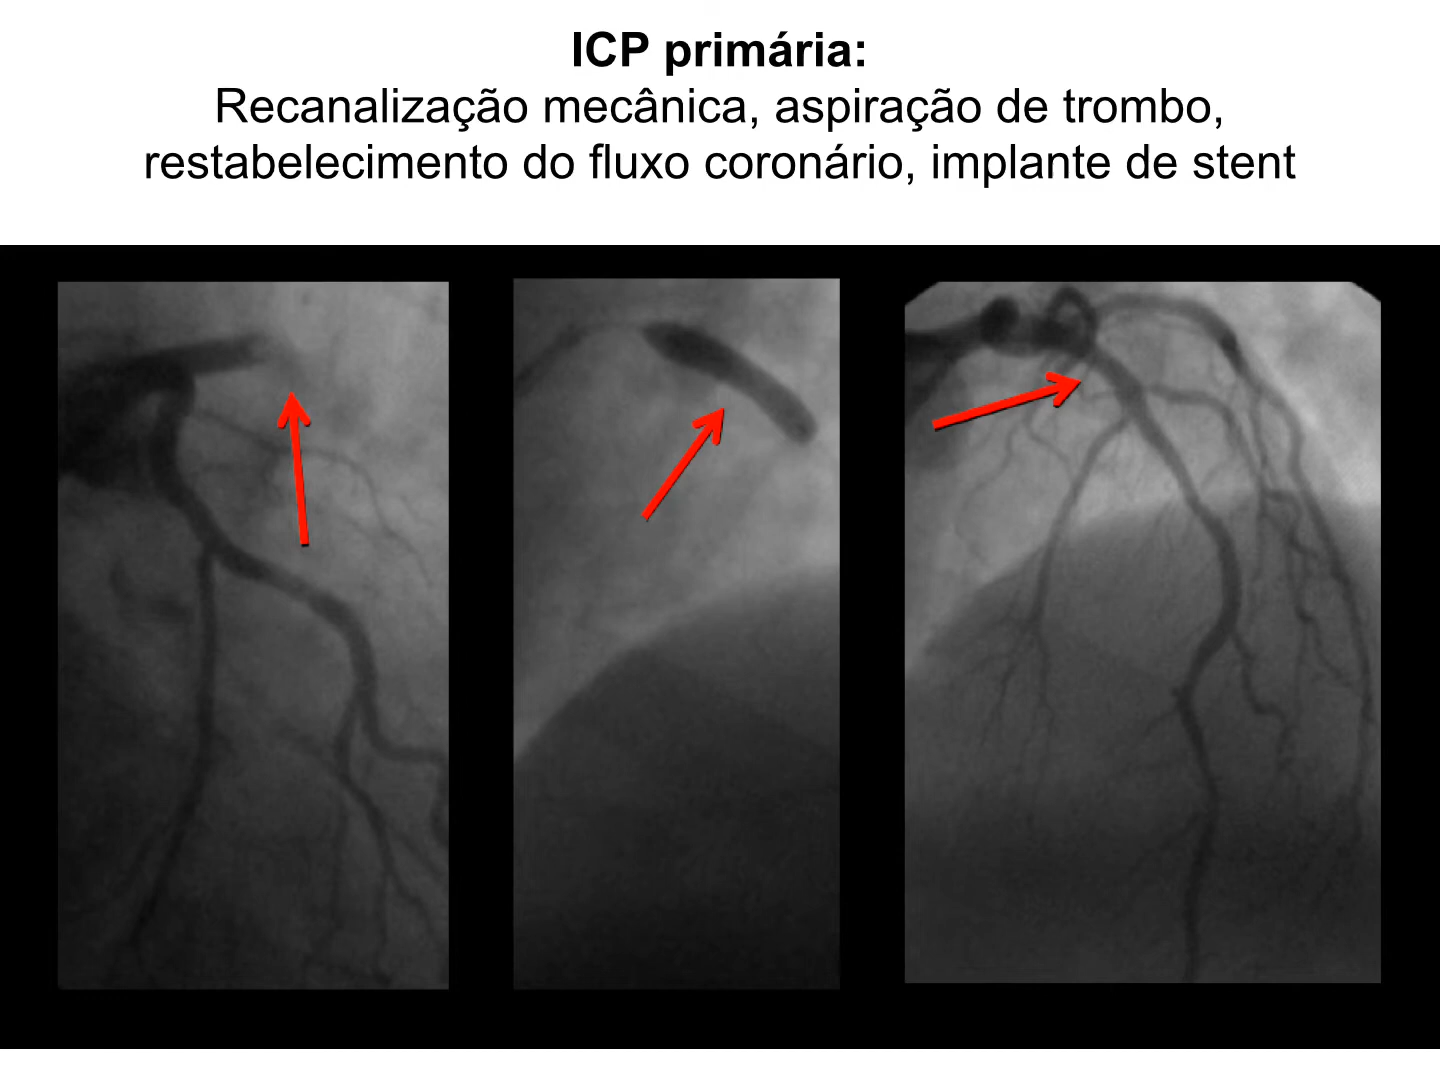 ICP primária:
Recanalização mecânica, aspiração de trombo,
restabelecimento do fluxo coronário, implante de stent